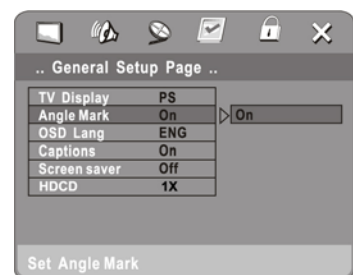 .. General Setup Page ..
TV Display PS
Angle Mark On On
OSD Lang ENG
Captions On
Screen saver Off
HDCD 1X
Set Angle Mark